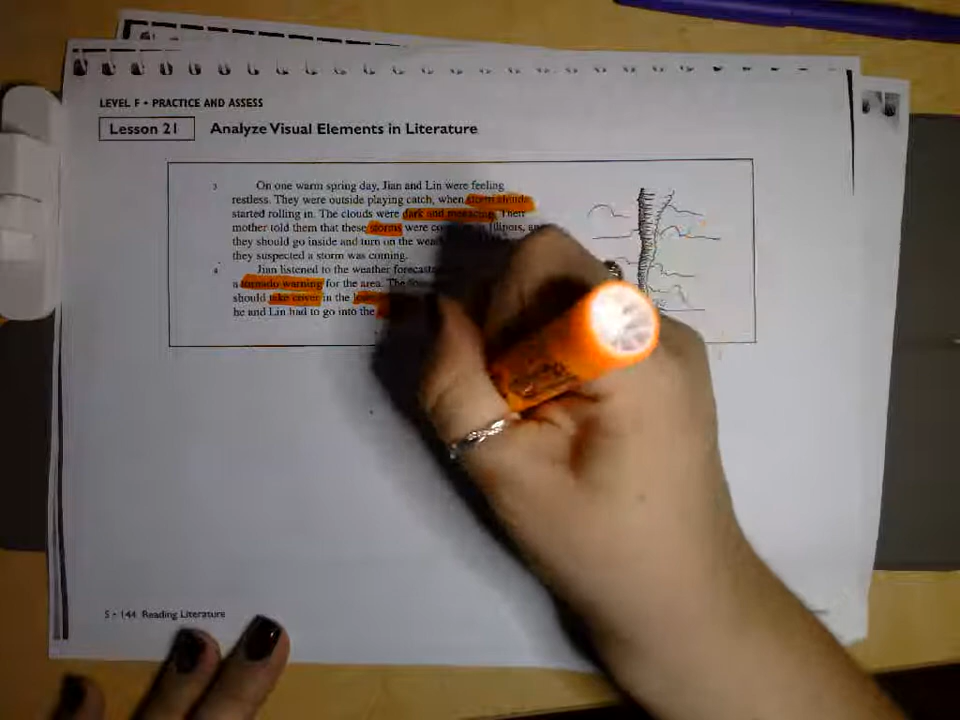 LEVEL F • PRACTICE AND ASSESS
Lesson 21 Analyze Visual Elements in Literature
3 On one warm spring day, Jian and Lin were feeling
restless. They were outside playing catch, when storm clouds
started rolling in. The clouds were dark and menacing. Then
mother told them that these storms were in Illinois, and
they should go inside and turn on the
they suspected a storm was coming.
4 Jian listened to the weather
a tornado warning for the area. The
should take cover in the
he and Lin had to go into the
5 • 144 Reading Literature